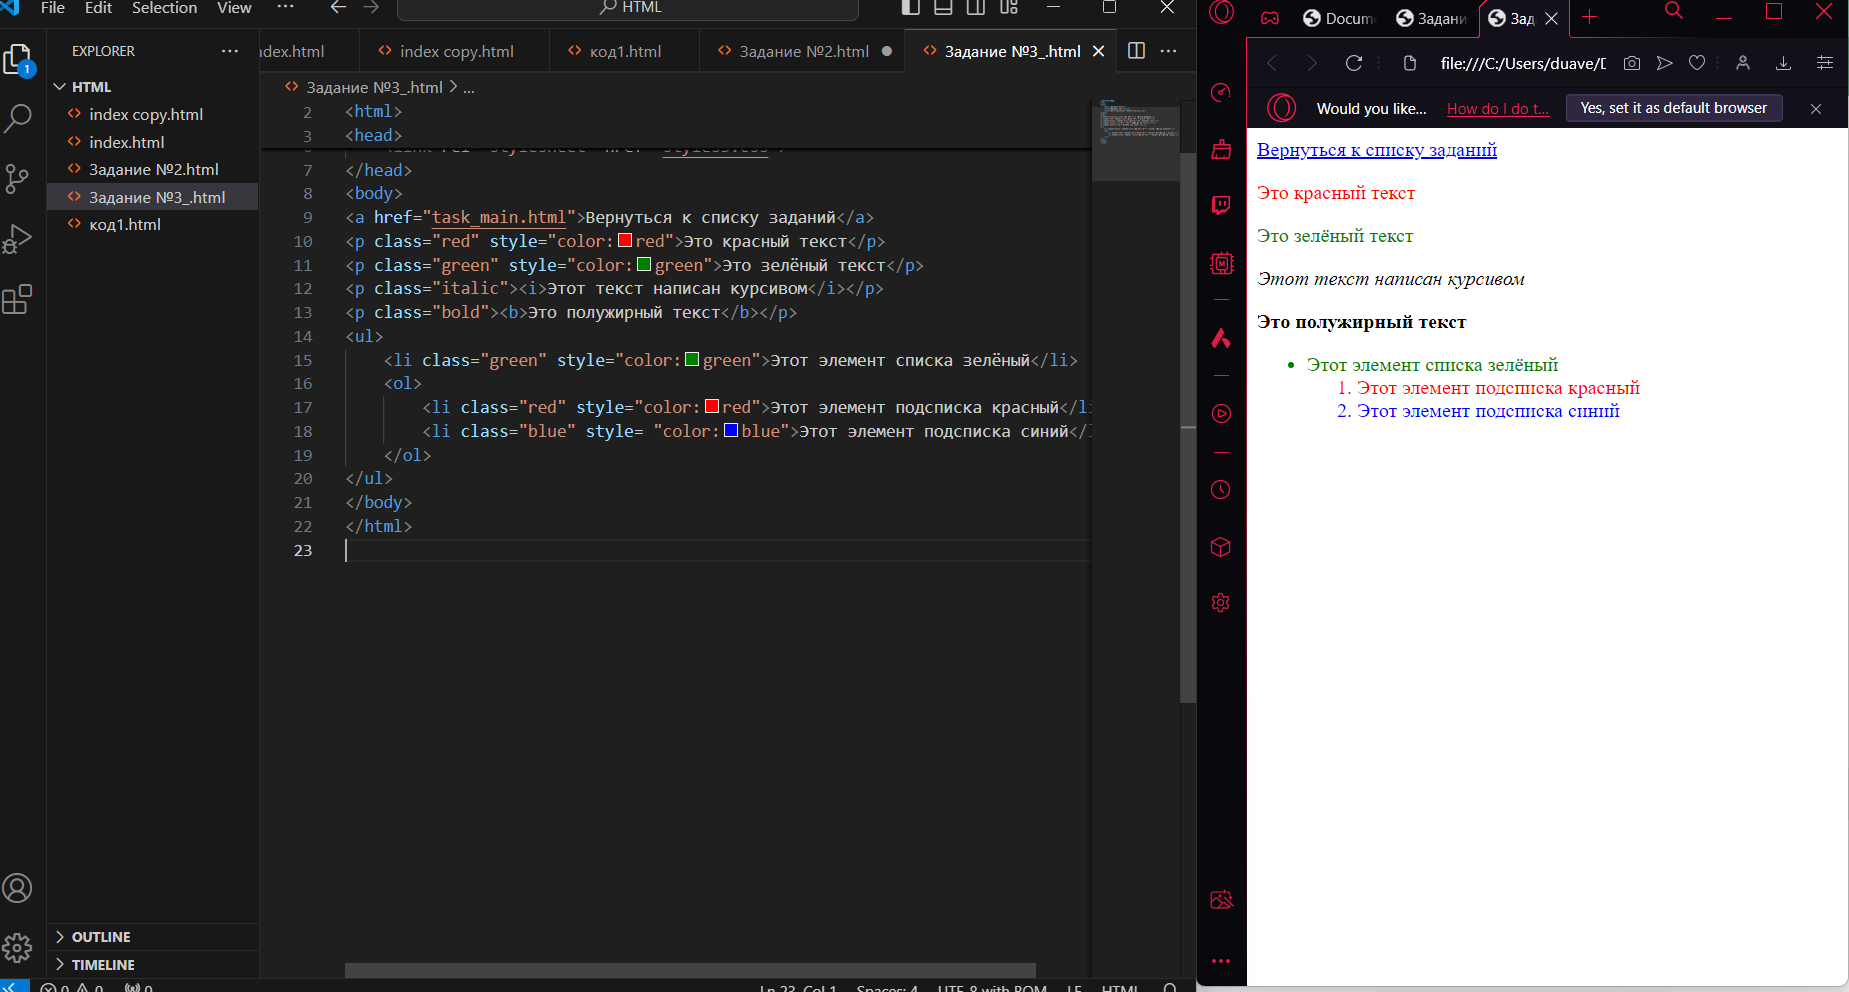 File Edit Selection View ··· HTML
EXPLORER ···
HTML
index copy.html
index.html
Задание №2.html
Задание №3_.html
код1.html
OUTLINE
TIMELINE
1
ndex.html index copy.html код1.html Задание №2.html Задание №3_.html
Задание №3_.html > ...
2 <html>
3 <head>
7 </head>
8 <body>
9 <a href="task_main.html">Вернуться к списку заданий</a>
10 <p class="red" style="color:red">Это красный текст</p>
11 <p class="green" style="color:green">Это зелёный текст</p>
12 <p class="italic"><i>Этот текст написан курсивом</i></p>
13 <p class="bold"><b>Это полужирный текст</b></p>
14 <ul>
15 <li class="green" style="color:green">Этот элемент списка зелёный</li>
16 <ol>
17 <li class="red" style="color:red">Этот элемент подсписка красный</li
18 <li class="blue" style= "color:blue">Этот элемент подсписка синий</l
19 </ol>
20 </ul>
21 </body>
22 </html>
23
0 0 0 Ln 23, Col 1 Spaces: 4 UTF-8 with BOM LF HTML
Docum Задани Зад
file:///C:/Users/duave/D
Would you like... How do I do t... Yes, set it as default browser
Вернуться к списку заданий
Это красный текст
Это зелёный текст
Этот текст написан курсивом
Это полужирный текст
• Этот элемент списка зелёный
1. Этот элемент подсписка красный
2. Этот элемент подсписка синий